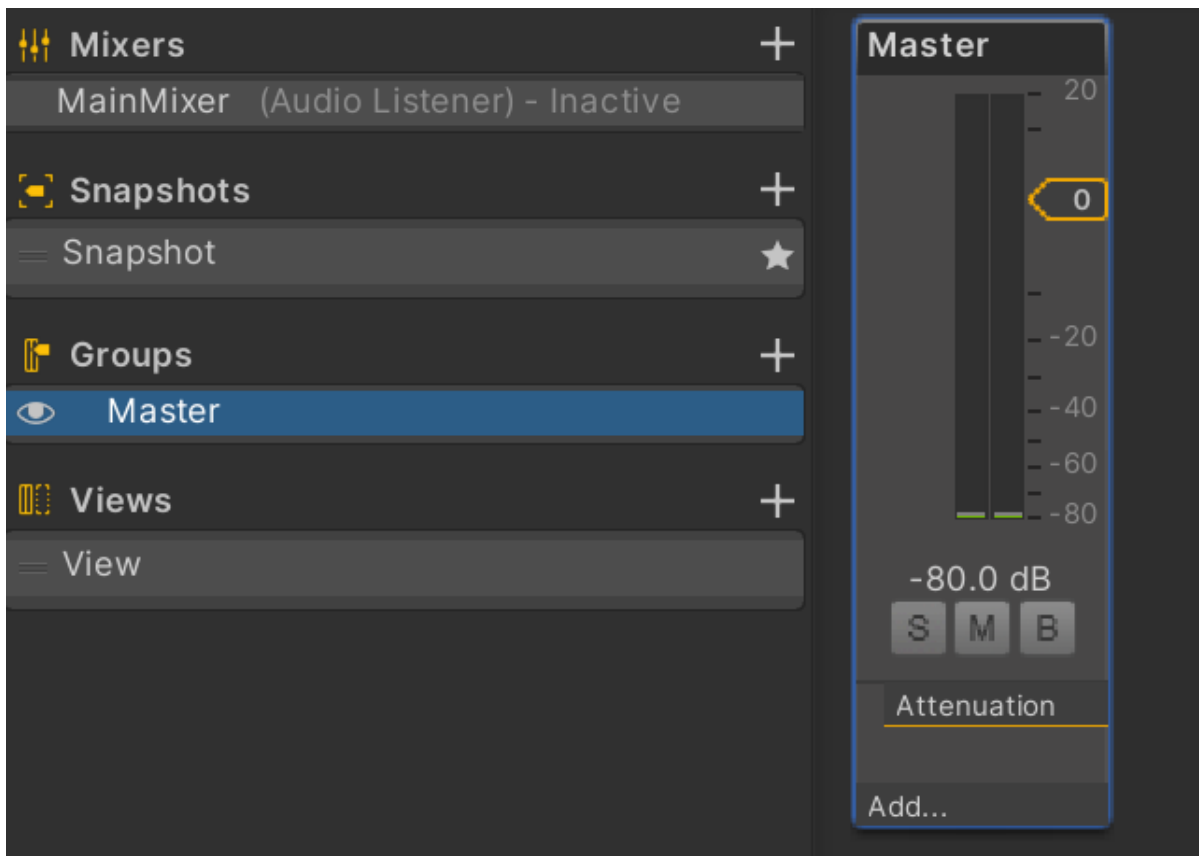 Mixers
MainMixer (Audio Listener) - Inactive
Snapshots
Snapshot
Groups
Master
Views
View
Master
20
0
-20
-40
-60
-80
-80.0 dB
S M B
Attenuation
Add...